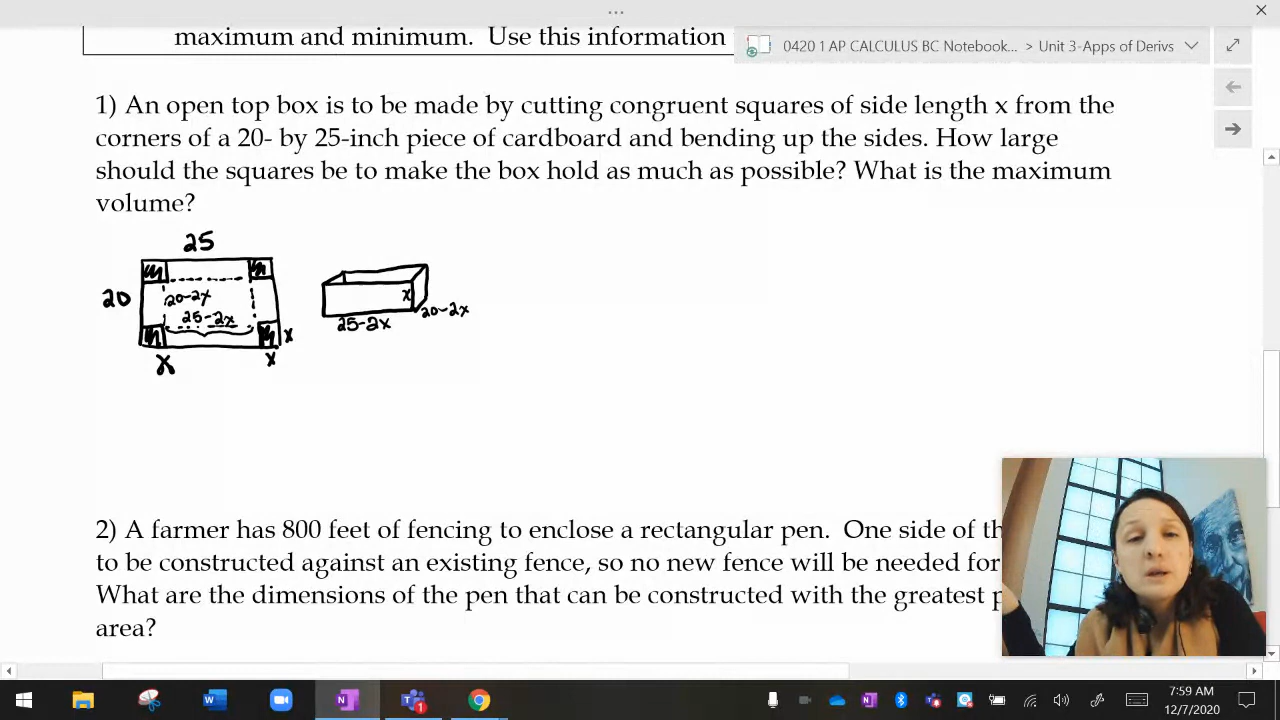 maximum and minimum. Use this information
0420 1 AP CALCULUS BC Notebook... > Unit 3-Apps of Derivs
1) An open top box is to be made by cutting congruent squares of side length x from the
corners of a 20- by 25-inch piece of cardboard and bending up the sides. How large
should the squares be to make the box hold as much as possible? What is the maximum
volume?
25
20
20-2x
25-2x
x
x
x
x
25-2x
20-2x
2) A farmer has 800 feet of fencing to enclose a rectangular pen. One side of th
to be constructed against an existing fence, so no new fence will be needed for
What are the dimensions of the pen that can be constructed with the greatest p
area?
7:59 AM
12/7/2020